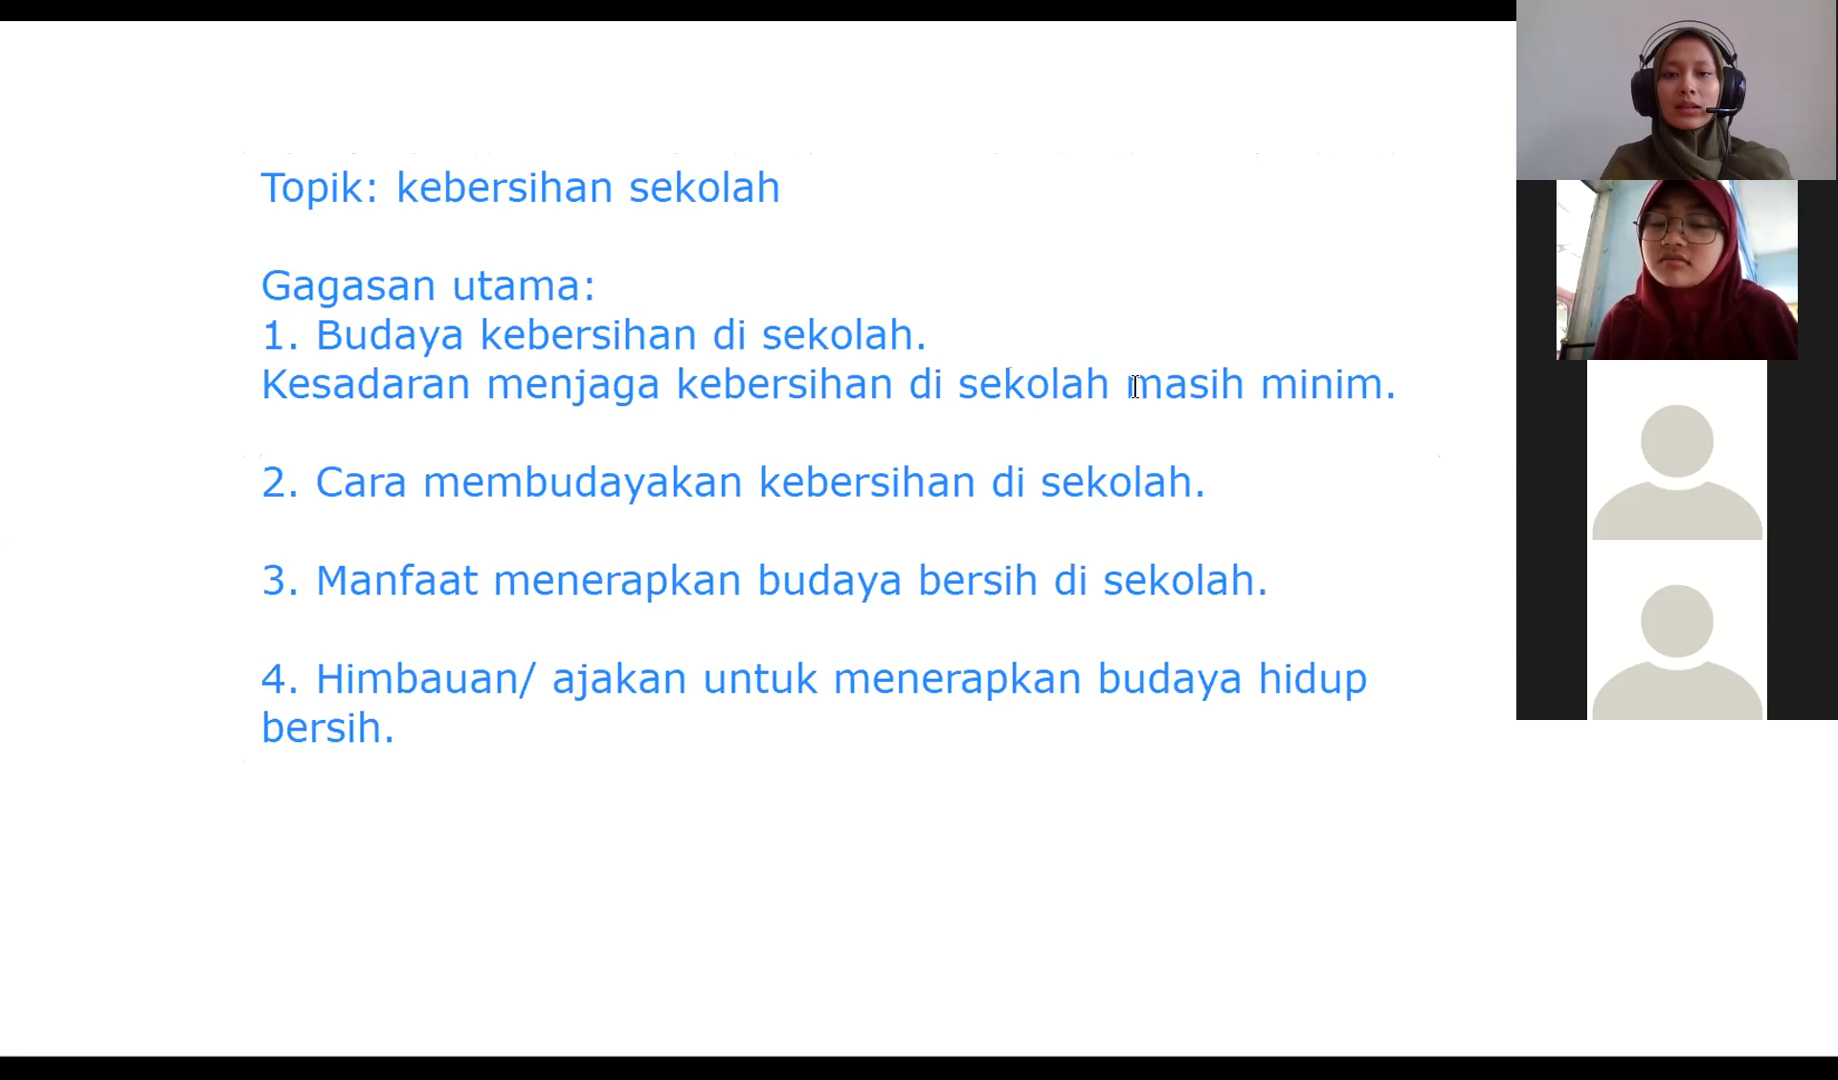 Topik: kebersihan sekolah
Gagasan utama:
1. Budaya kebersihan di sekolah.
Kesadaran menjaga kebersihan di sekolah masih minim.
2. Cara membudayakan kebersihan di sekolah.
3. Manfaat menerapkan budaya bersih di sekolah.
4. Himbauan/ ajakan untuk menerapkan budaya hidup
bersih.